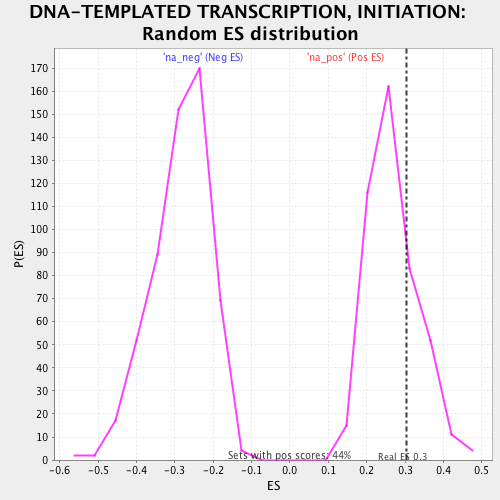 DNA-TEMPLATED TRANSCRIPTION, INITIATION:
Random ES distribution
'na_neg' (Neg ES)
'na_pos' (Pos ES)
170
160
150
140
130
120
110
100
90
80
70
60
50
40
30
20
10
0
P(ES)
Sets with pos scores: 44%
Real ES 0.3
-0.6 -0.5 -0.4 -0.3 -0.2 -0.1 0.0 0.1 0.2 0.3 0.4 0.5
ES